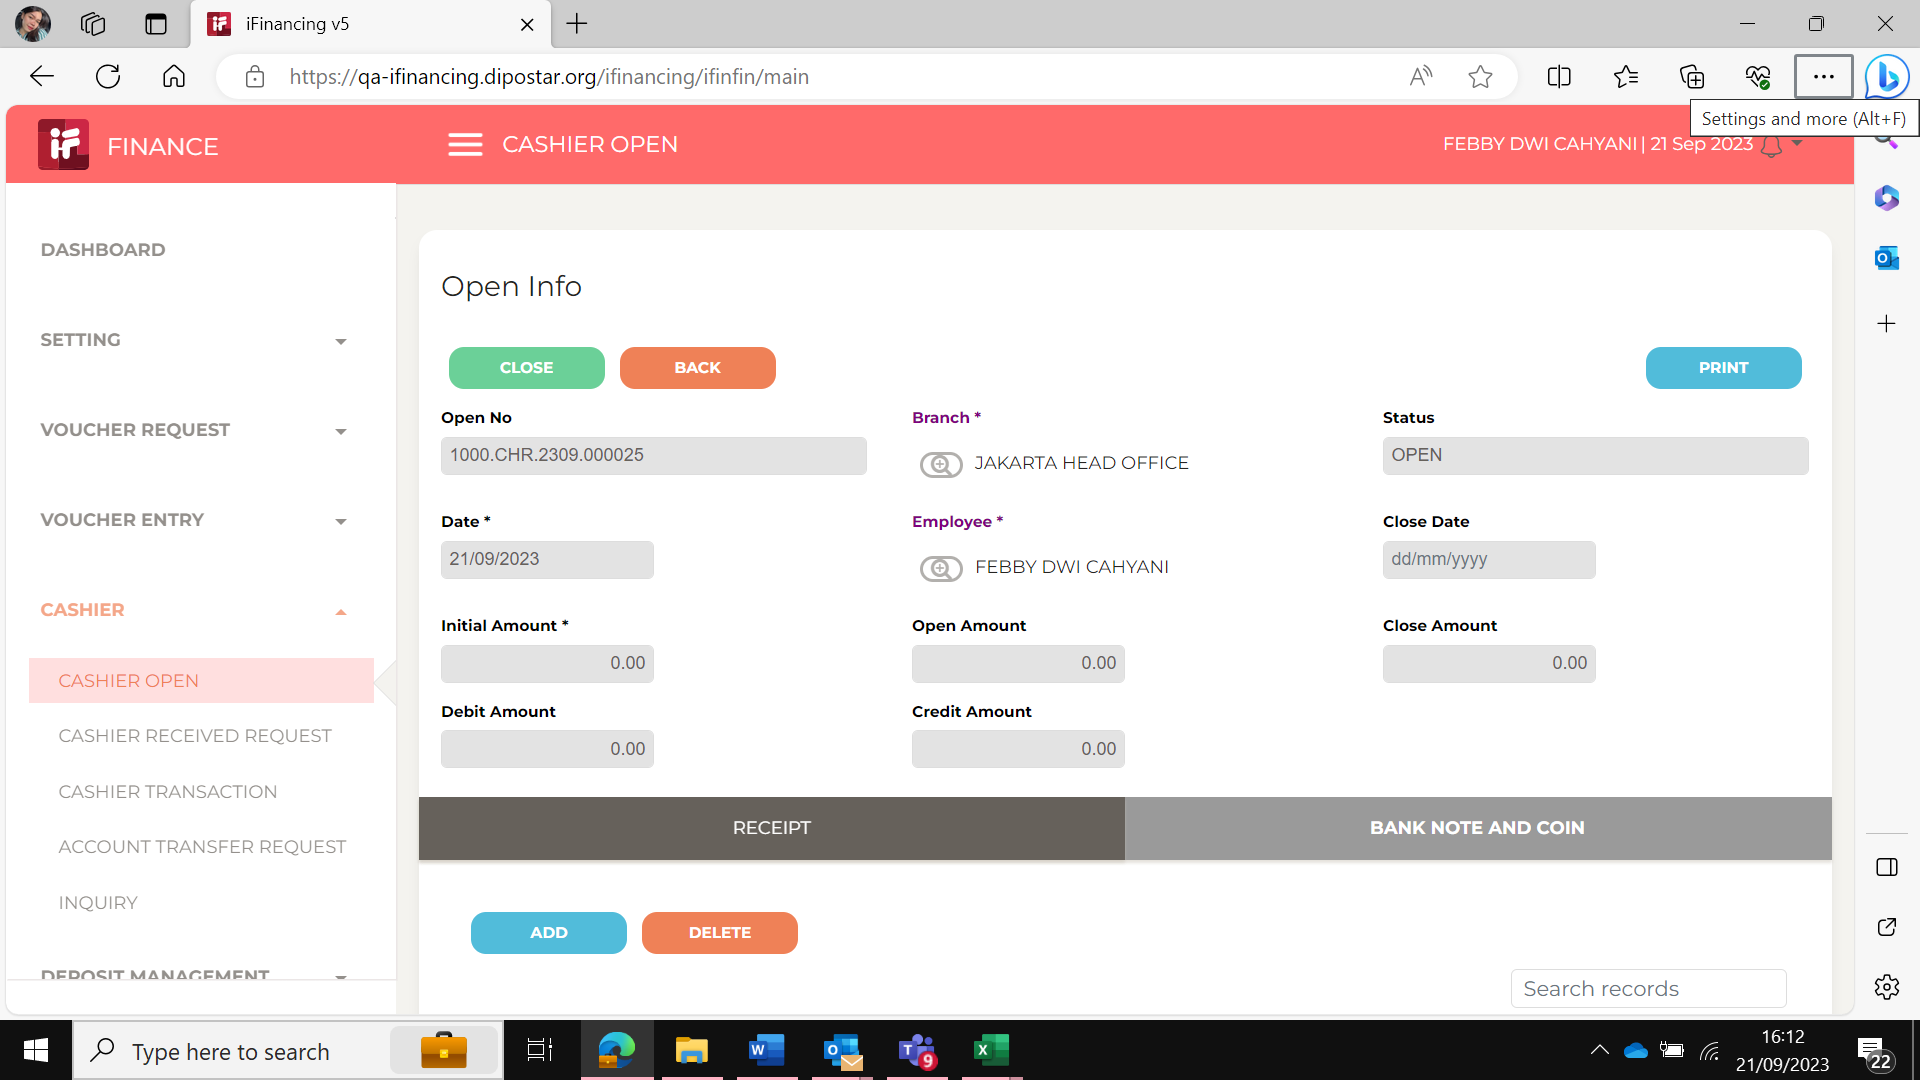 iFinancing v5
https://qa-ifinancing.dipostar.org/ifinancing/ifinfin/main
Settings and more (Alt+F)
iF FINANCE
CASHIER OPEN
FEBBY DWI CAHYANI | 21 Sep 2023
DASHBOARD
SETTING
VOUCHER REQUEST
VOUCHER ENTRY
CASHIER
CASHIER OPEN
CASHIER RECEIVED REQUEST
CASHIER TRANSACTION
ACCOUNT TRANSFER REQUEST
INQUIRY
DEPOSIT MANAGEMENT
Open Info
CLOSE
BACK
PRINT
Open No
1000.CHR.2309.000025
Branch *
JAKARTA HEAD OFFICE
Status
OPEN
Date *
21/09/2023
Employee *
FEBBY DWI CAHYANI
Close Date
dd/mm/yyyy
Initial Amount *
0.00
Open Amount
0.00
Close Amount
0.00
Debit Amount
0.00
Credit Amount
0.00
RECEIPT
BANK NOTE AND COIN
ADD
DELETE
Search records
Type here to search
9
16:12
21/09/2023
22